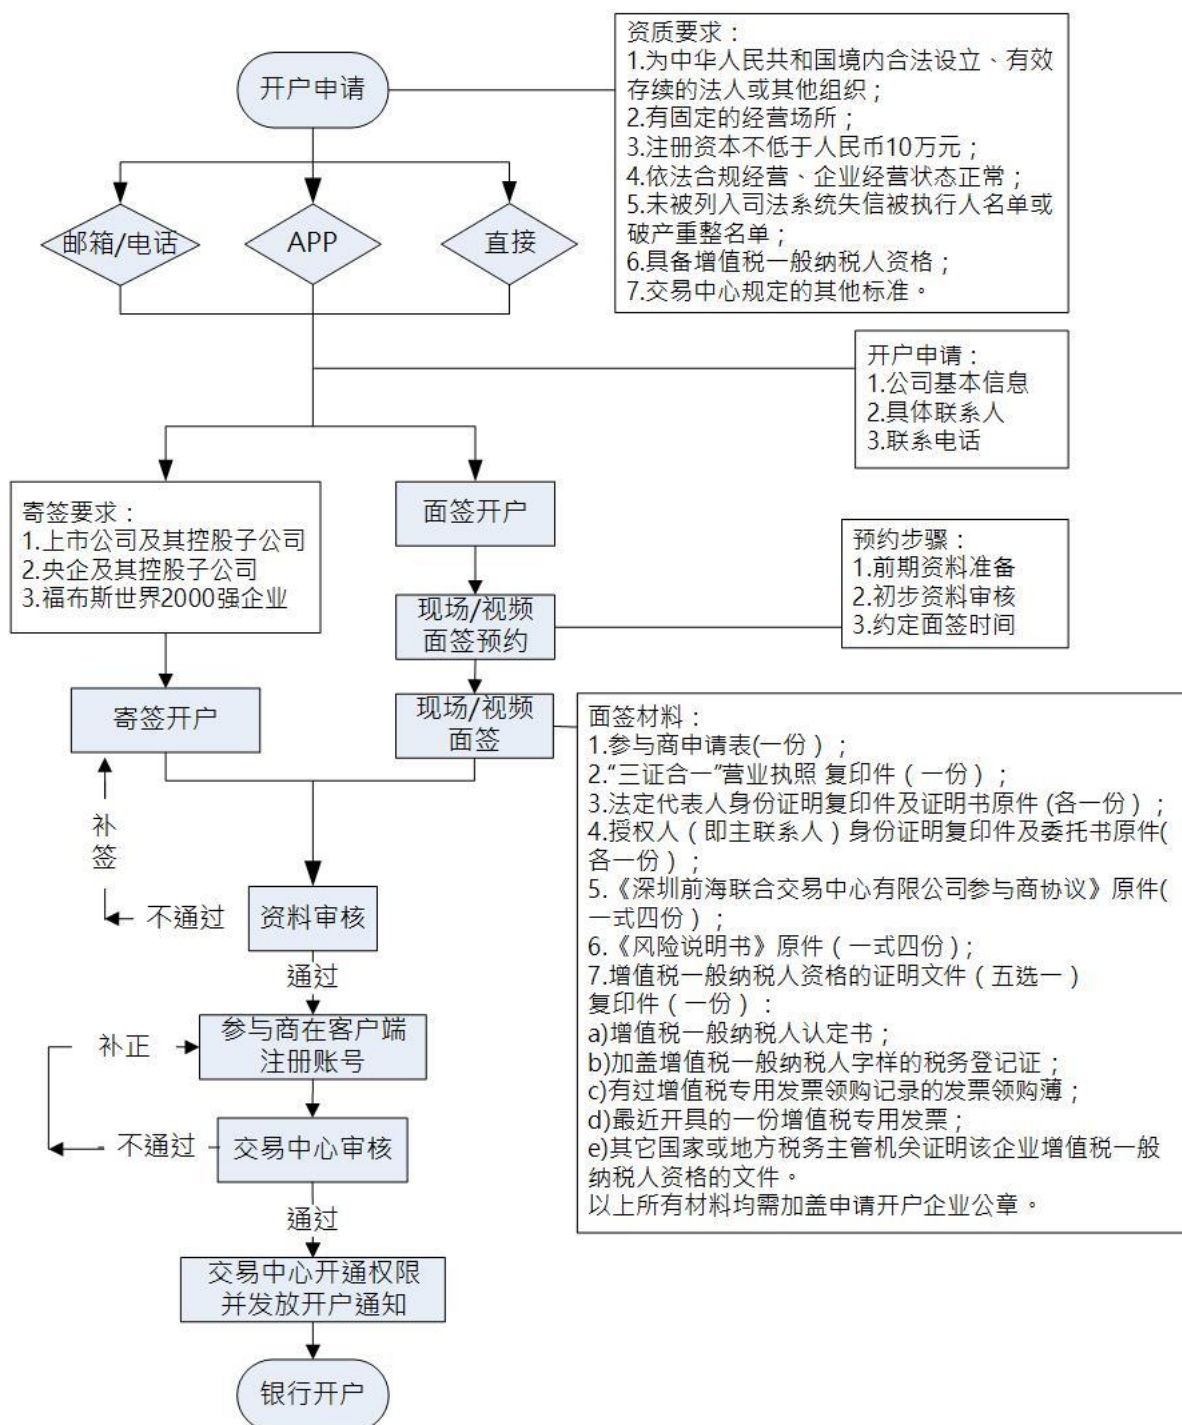 开户申请
资质要求：
1.为中华人民共和国境内合法设立、有效
存续的法人或其他组织；
2.有固定的经营场所；
3.注册资本不低于人民币10万元；
4.依法合规经营、企业经营状态正常；
5.未被列入司法系统失信被执行人名单或
破产重整名单；
6.具备增值税一般纳税人资格；
7.交易中心规定的其他标准。
邮箱/电话
APP
直接
开户申请：
1.公司基本信息
2.具体联系人
3.联系电话
寄签要求：
1.上市公司及其控股子公司
2.央企及其控股子公司
3.福布斯世界2000强企业
面签开户
现场/视频
面签预约
预约步骤：
1.前期资料准备
2.初步资料审核
3.约定面签时间
寄签开户
现场/视频
面签
面签材料：
1.参与商申请表(一份）；
2.“三证合一”营业执照 复印件（一份）；
3.法定代表人身份证明复印件及证明书原件 (各一份）；
4.授权人（即主联系人）身份证明复印件及委托书原件(
各一份）；
5.《深圳前海联合交易中心有限公司参与商协议》原件(
一式四份）；
6.《风险说明书》原件（一式四份)；
7.增值税一般纳税人资格的证明文件（五选一）
复印件（一份）：
a)增值税一般纳税人认定书；
b)加盖增值税一般纳税人字样的税务登记证；
c)有过增值税专用发票领购记录的发票领购薄；
d)最近开具的一份增值税专用发票；
e)其它国家或地方税务主管机关证明该企业增值税一般
纳税人资格的文件。
以上所有材料均需加盖申请开户企业公章。
补
签
不通过
资料审核
通过
补正
参与商在客户端
注册账号
不通过
交易中心审核
通过
交易中心开通权限
并发放开户通知
银行开户